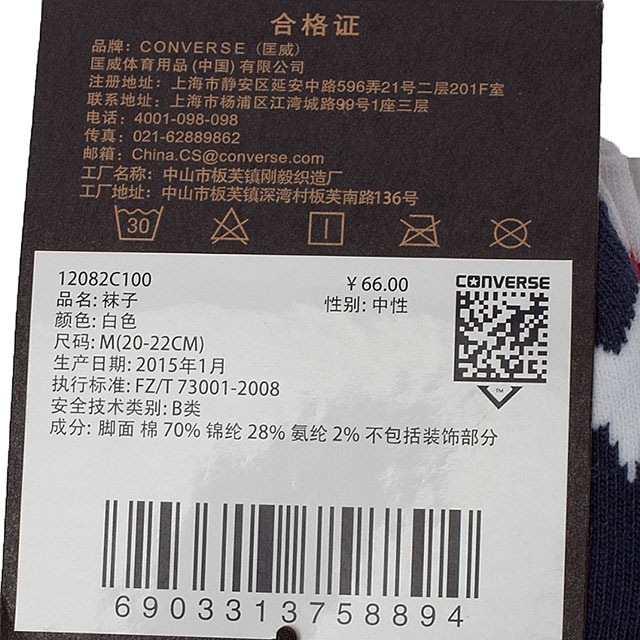 合格证
品牌: CONVERSE (匡威)
匡威体育用品(中国)有限公司
注册地址: 上海市静安区延安中路596弄21号二层201F室
联系地址: 上海市杨浦区江湾城路99号1座三层
电话: 4001-098-098
传真: 021-62889862
邮箱: China.CS@converse.com
工厂名称: 中山市板芙镇刚毅织造厂
工厂地址: 中山市板芙镇深湾村板芙南路136号
30
12082C100
¥ 66.00
CONVERSE
品名: 袜子
性别: 中性
颜色: 白色
尺码: M(20-22CM)
生产日期: 2015年1月
执行标准: FZ/T 73001-2008
安全技术类别: B类
成分: 脚面 棉 70% 锦纶 28% 氨纶 2% 不包括装饰部分
TM
6903313758894